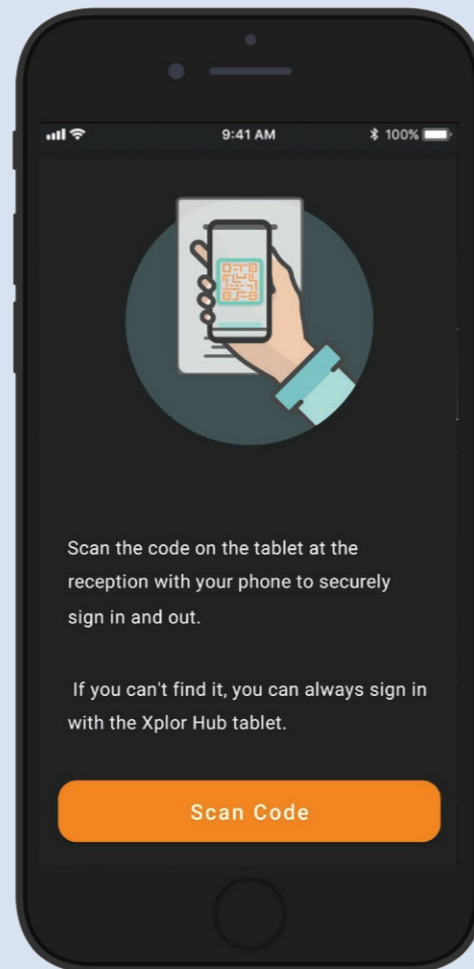 9:41 AM
100%
Scan the code on the tablet at the
reception with your phone to securely
sign in and out.
If you can't find it, you can always sign in
with the Xplor Hub tablet.
Scan Code